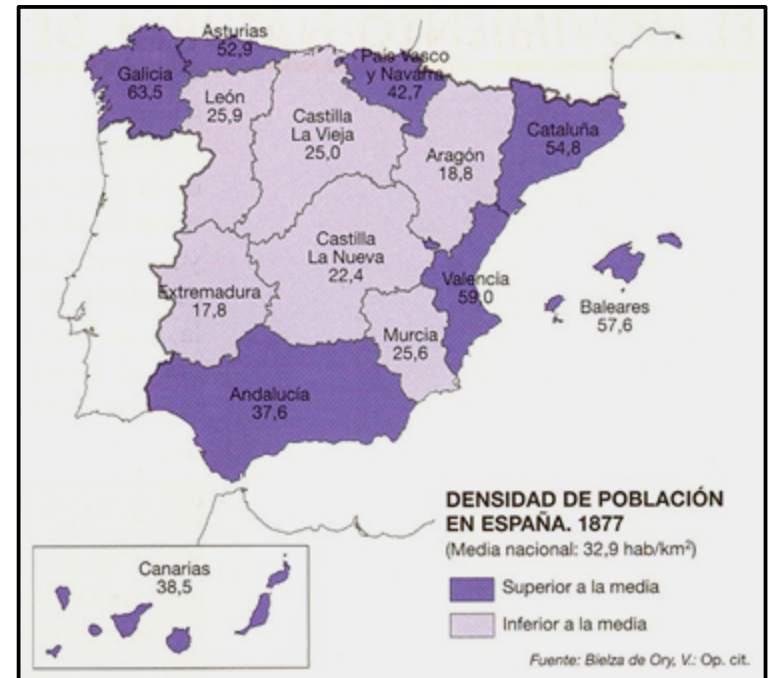 Asturias
52,9
Galicia
63,5
País Vasco
y Navarra
42,7
León
25,9
Castilla
La Vieja
25,0
Cataluña
54,8
Aragón
18,8
Castilla
La Nueva
22,4
Valencia
59,0
Extremadura
17,8
Baleares
57,6
Murcia
25,6
Andalucía
37,6
DENSIDAD DE POBLACIÓN
EN ESPAÑA. 1877
(Media nacional: 32,9 hab/km²)
Canarias
38,5
Superior a la media
Inferior a la media
Fuente: Bielza de Ory, V.: Op. cit.